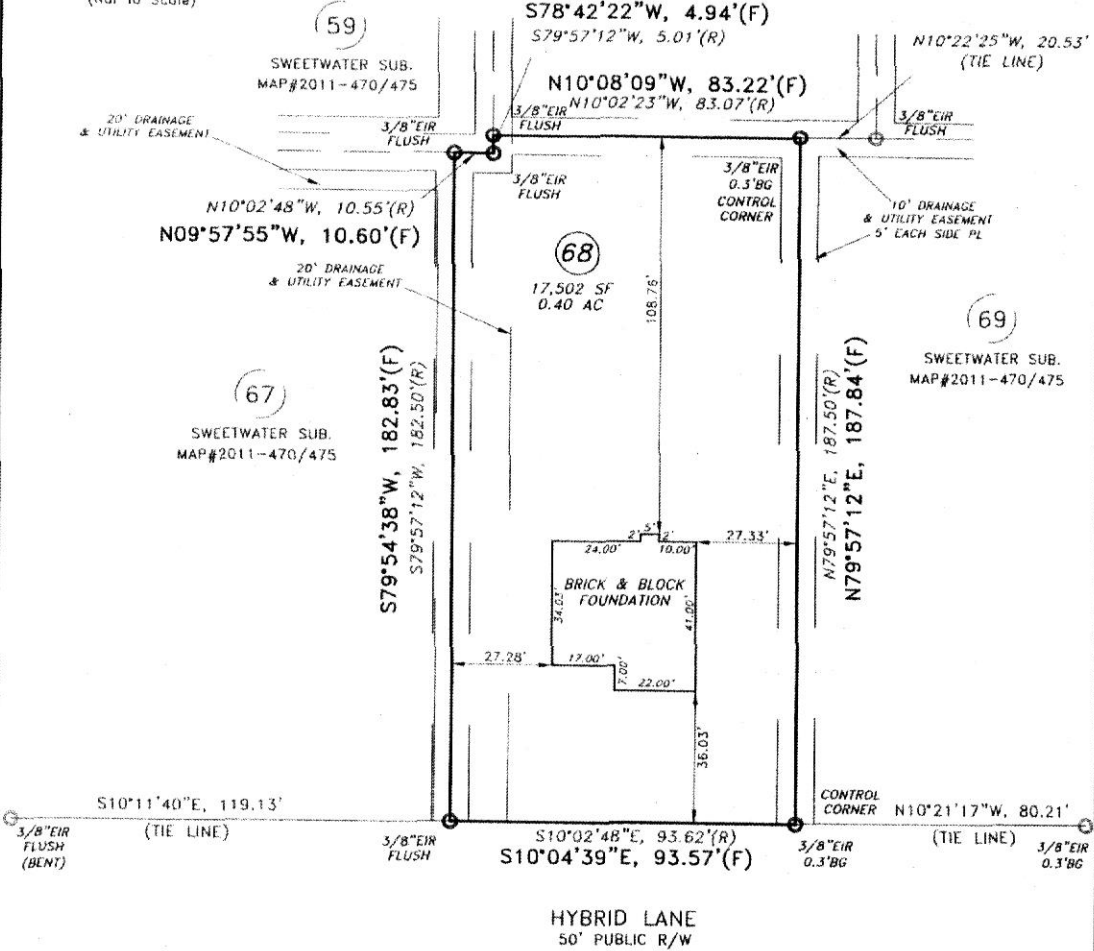 (Not To Scale)
S78°42'22"W, 4.94'(F)
S79°57'12"W, 5.01'(R)
59
SWEETWATER SUB.
MAP#2011-470/475
N10°22'25"W, 20.53'
(TIE LINE)
N10°08'09"W, 83.22'(F)
N10°02'23"W, 83.07'(R)
20' DRAINAGE
& UTILITY EASEMENT
3/8"EIR
FLUSH
3/8"EIR
FLUSH
3/8"EIR
FLUSH
3/8"EIR
FLUSH
3/8"EIR
0.3'BG
CONTROL
CORNER
N10°02'48"W, 10.55'(R)
N09°57'55"W, 10.60'(F)
10' DRAINAGE
& UTILITY EASEMENT
5' EACH SIDE PL
20' DRAINAGE
& UTILITY EASEMENT
68
17,502 SF
0.40 AC
108.76'
69
SWEETWATER SUB.
MAP#2011-470/475
67
SWEETWATER SUB.
MAP#2011-470/475
S79°54'38"W, 182.83'(F)
S79°57'12"W, 182.50'(R)
N79°57'12"E, 187.50'(R)
N79°57'12"E, 187.84'(F)
5'
2'
2'
24.00'
10.00'
27.33'
BRICK & BLOCK
FOUNDATION
34.03'
41.00'
27.28'
17.00'
7.00'
22.00'
36.03'
S10°11'40"E, 119.13'
(TIE LINE)
3/8"EIR
FLUSH
(BENT)
3/8"EIR
FLUSH
S10°02'48"E, 93.62'(R)
S10°04'39"E, 93.57'(F)
CONTROL
CORNER
N10°21'17"W, 80.21'
(TIE LINE)
3/8"EIR
0.3'BG
3/8"EIR
0.3'BG
HYBRID LANE
50' PUBLIC R/W